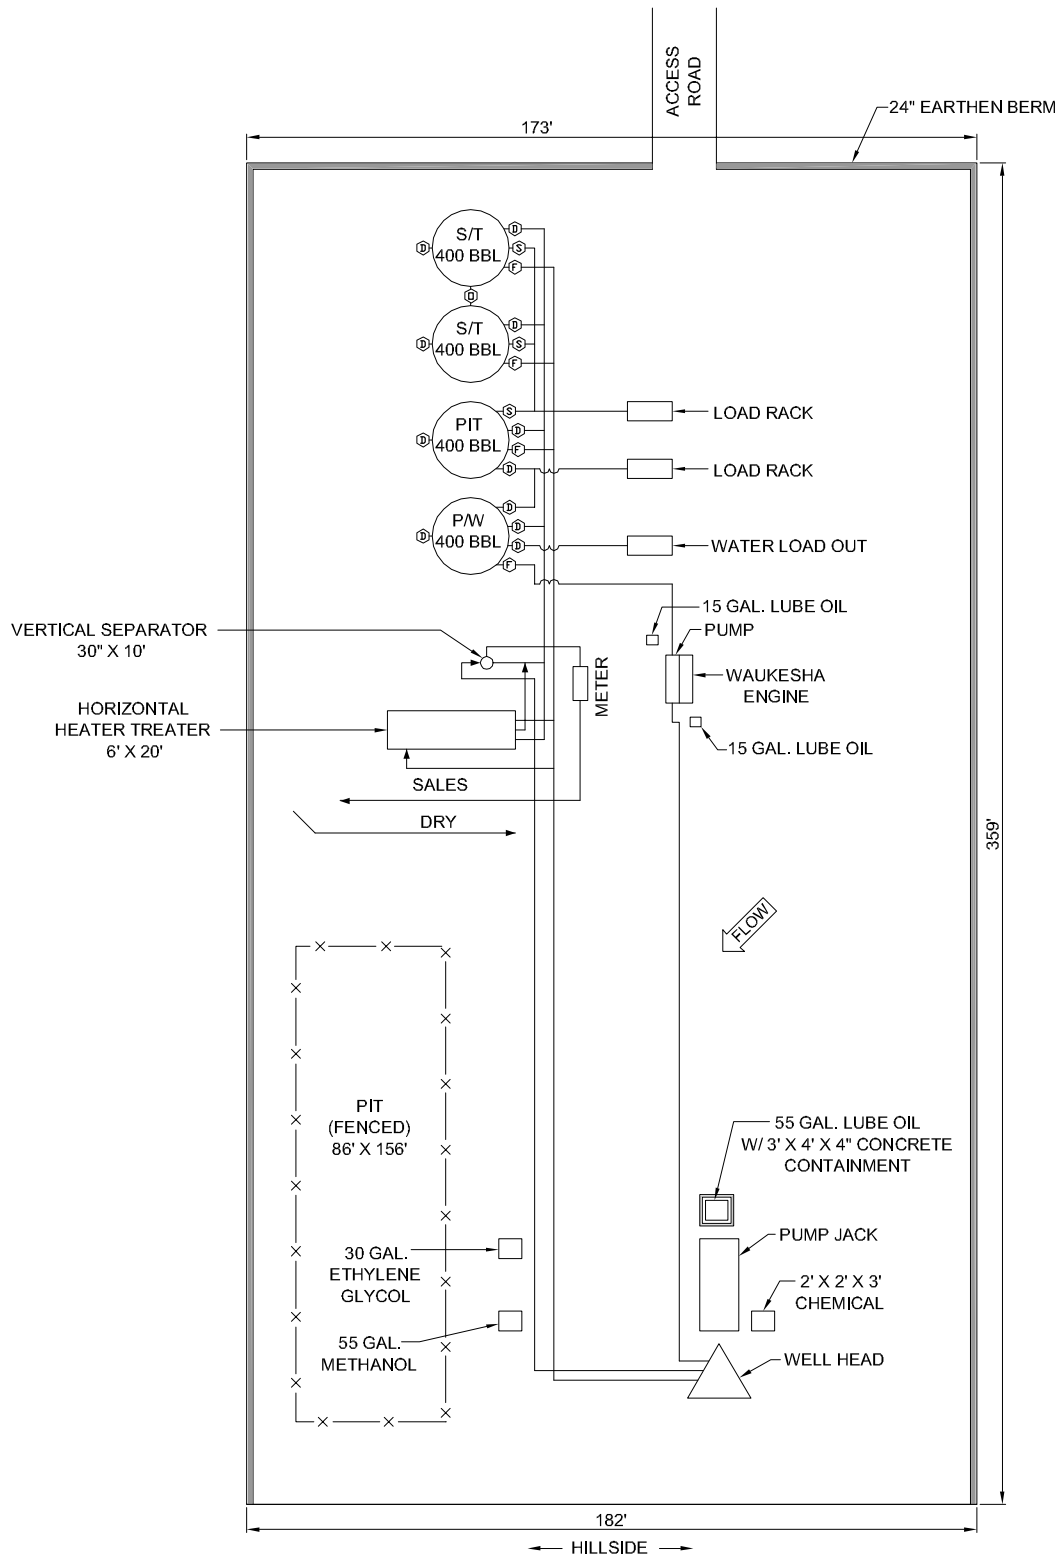 ACCESS
ROAD
24" EARTHEN BERM
173'
S/T
400 BBL
D
D
S
F
D
S/T
400 BBL
D
D
S
F
PIT
400 BBL
D
S
D
F
D
LOAD RACK
LOAD RACK
P/W
400 BBL
D
D
D
D
F
WATER LOAD OUT
15 GAL. LUBE OIL
PUMP
VERTICAL SEPARATOR
30" X 10'
METER
WAUKESHA
ENGINE
HORIZONTAL
HEATER TREATER
6' X 20'
15 GAL. LUBE OIL
SALES
DRY
359'
FLOW
PIT
(FENCED)
86' X 156'
55 GAL. LUBE OIL
W/ 3' X 4' X 4" CONCRETE
CONTAINMENT
PUMP JACK
30 GAL.
ETHYLENE
GLYCOL
2' X 2' X 3'
CHEMICAL
55 GAL.
METHANOL
WELL HEAD
182'
HILLSIDE